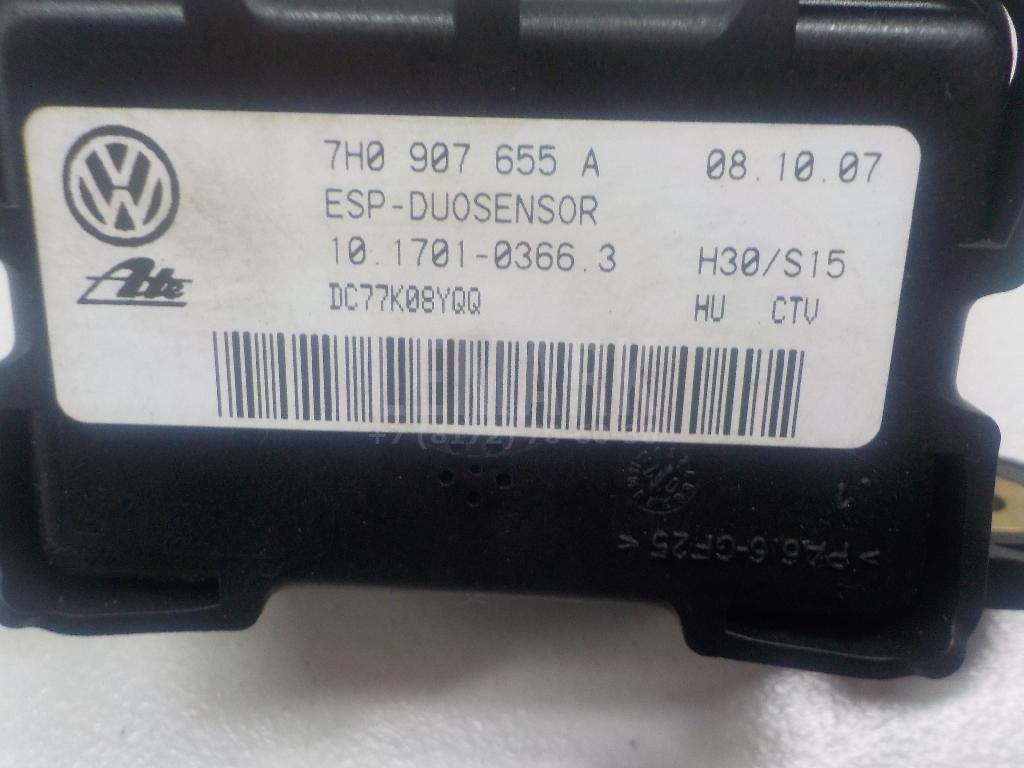 7H0 907 655 A 08.10.07
ESP-DUOSENSOR
10.1701-0366.3 H30/S15
Ate DC77K08YQQ HU CTV
>PA6.6-GF25<